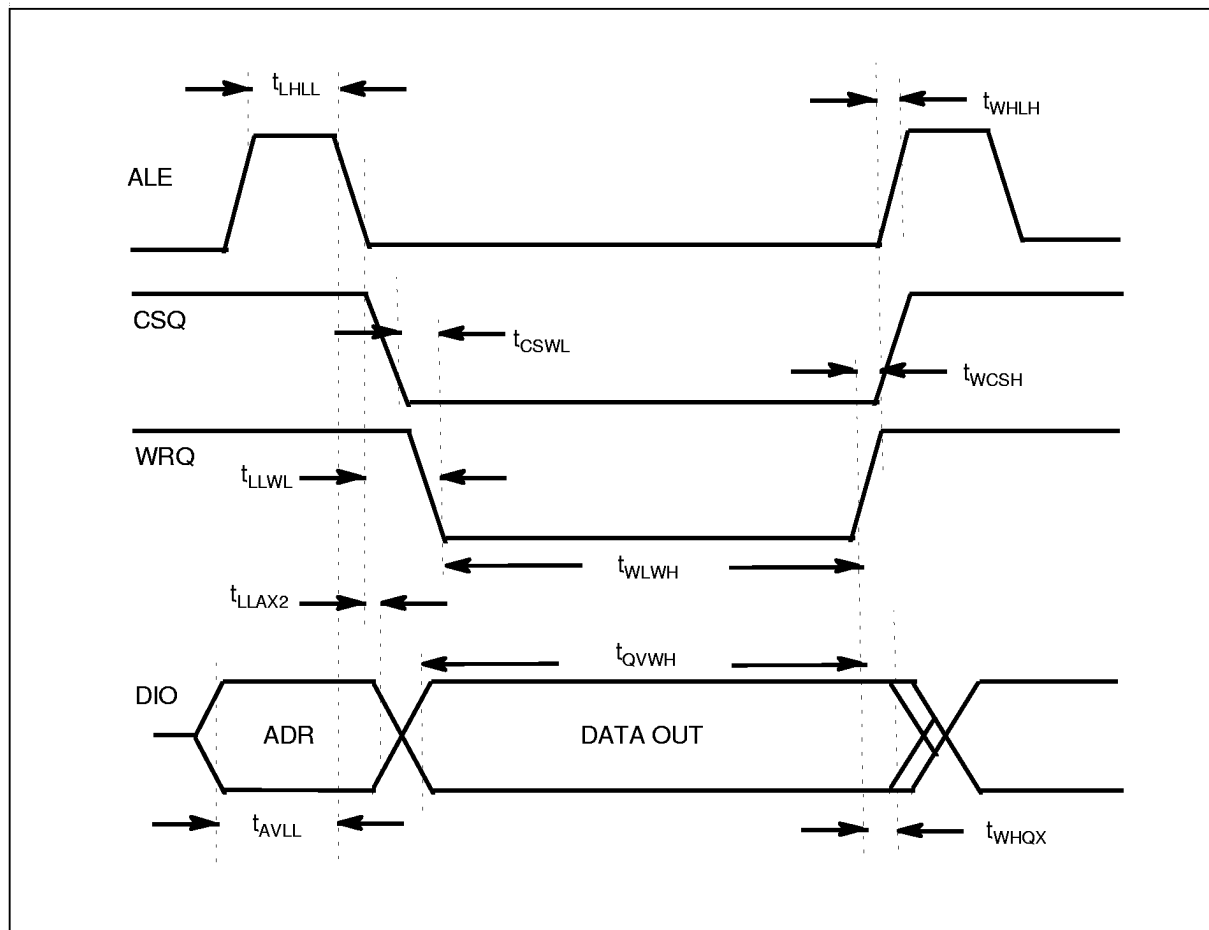 tLHLL
tWHLH
ALE
CSQ
tCSWL
tWCSH
WRQ
tLLWL
tWLWH
tLLAX2
tQVWH
DIO
ADR
DATA OUT
tAVLL
tWHQX